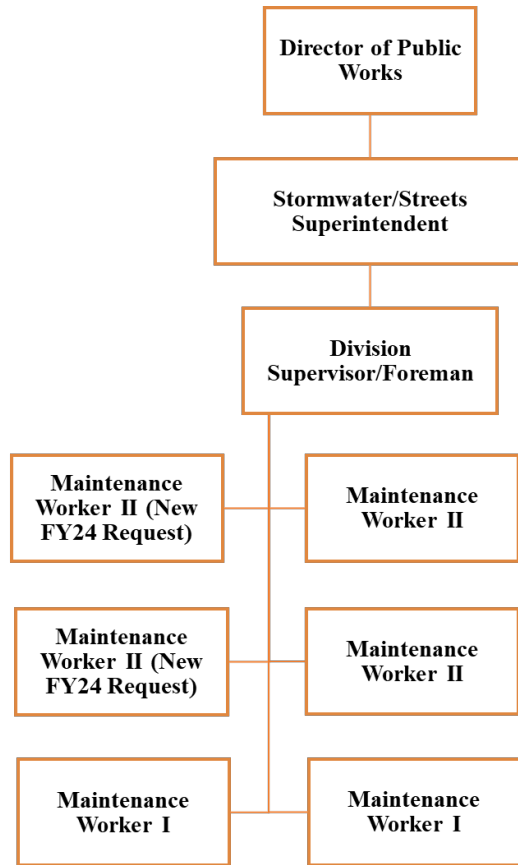 Director of Public
Works
Stormwater/Streets
Superintendent
Division
Supervisor/Foreman
Maintenance
Worker II (New
FY24 Request)
Maintenance
Worker II
Maintenance
Worker II (New
FY24 Request)
Maintenance
Worker II
Maintenance
Worker I
Maintenance
Worker I